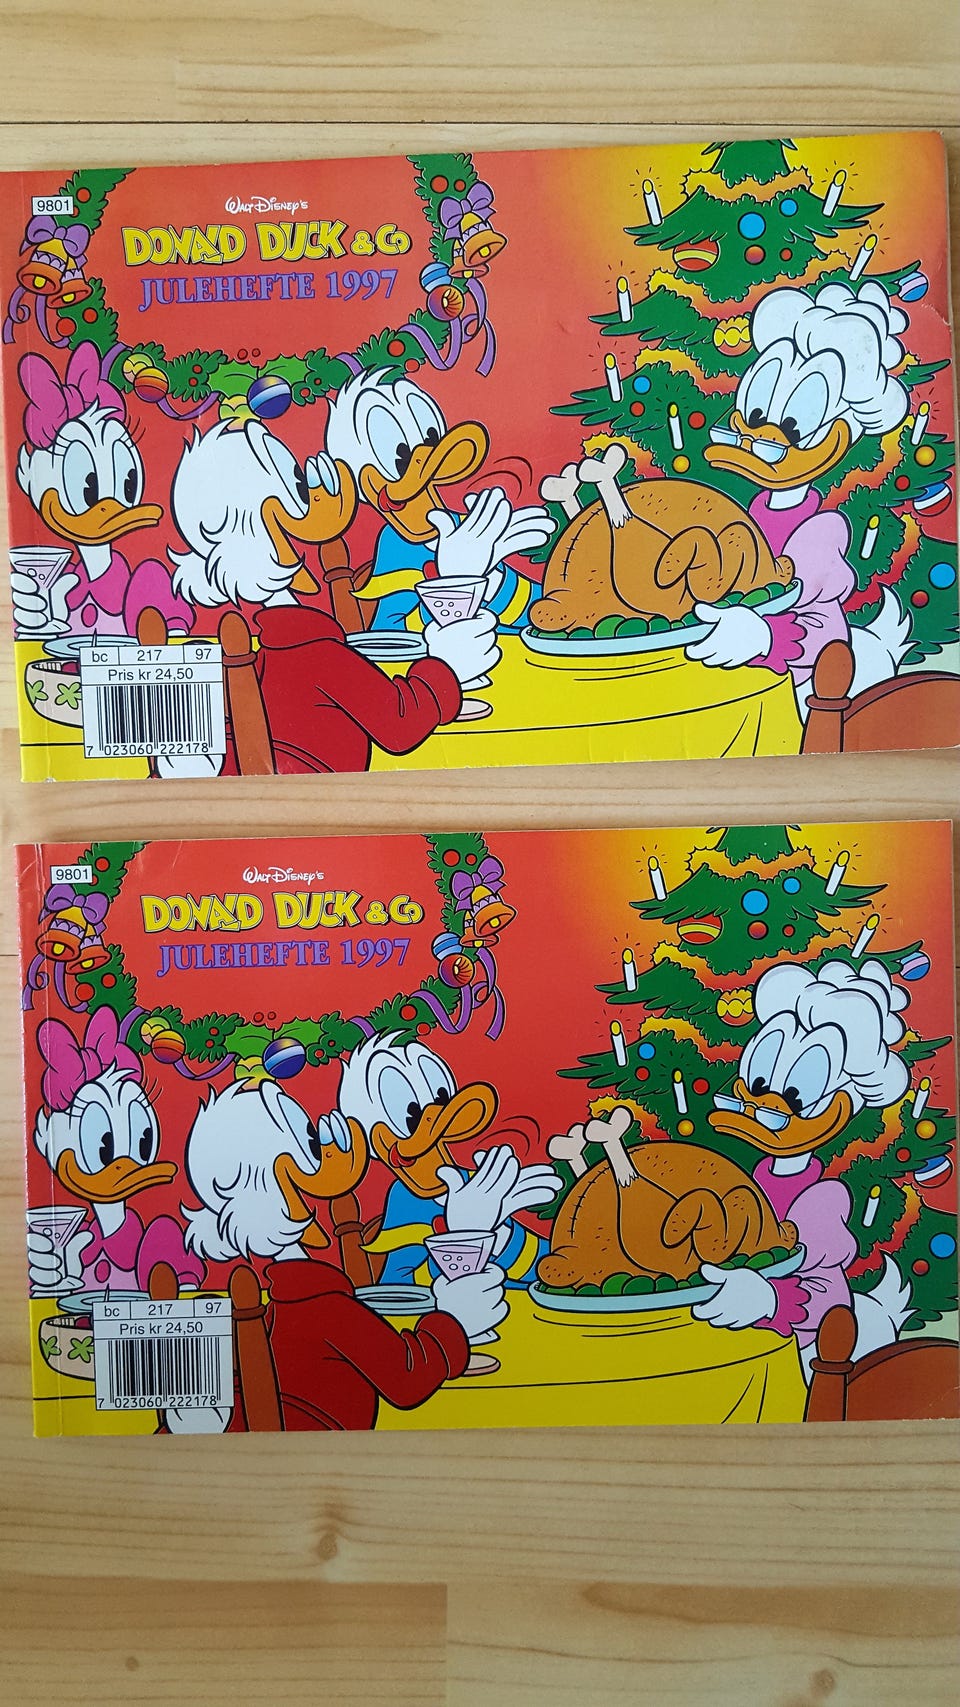 9801
WALT DISNEY'S
DONALD DUCK & Co
JULEHEFTE 1997
bc 217 97
Pris kr 24,50
7 023060 222178
9801
WALT DISNEY'S
DONALD DUCK & Co
JULEHEFTE 1997
bc 217 97
Pris kr 24,50
7 023060 222178